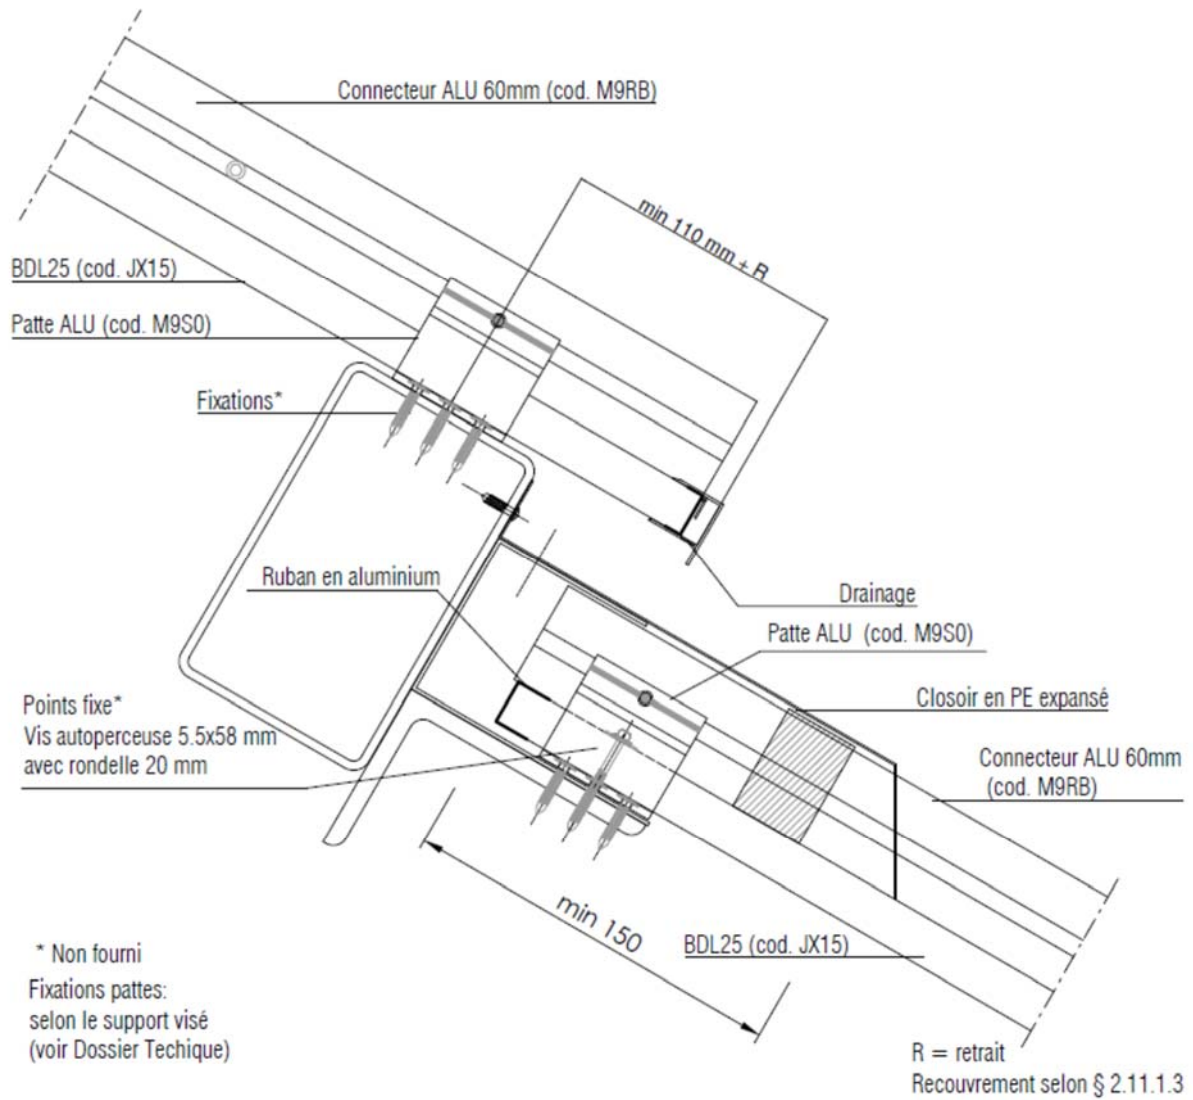 Connecteur ALU 60mm (cod. M9RB)
min 110 mm + R
BDL25 (cod. JX15)
Patte ALU (cod. M9S0)
Fixations*
Ruban en aluminium
Drainage
Patte ALU (cod. M9S0)
Closoir en PE expansé
Points fixe*
Vis autoperceuse 5.5x58 mm
avec rondelle 20 mm
Connecteur ALU 60mm
(cod. M9RB)
min 150
BDL25 (cod. JX15)
* Non fourni
Fixations pattes:
selon le support visé
(voir Dossier Techique)
R = retrait
Recouvrement selon § 2.11.1.3